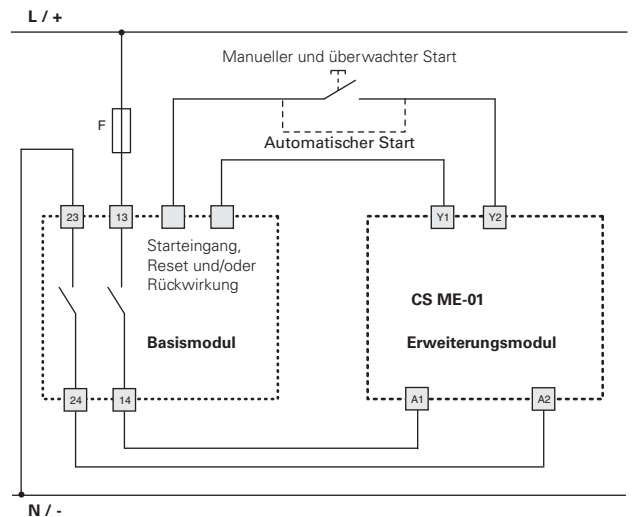 L / +
Manueller und überwachter Start
F
Automatischer Start
23
13
Y1
Y2
Starteingang,
Reset und/oder
Rückwirkung
CS ME-01
Basismodul
Erweiterungsmodul
24
14
A1
A2
N / -